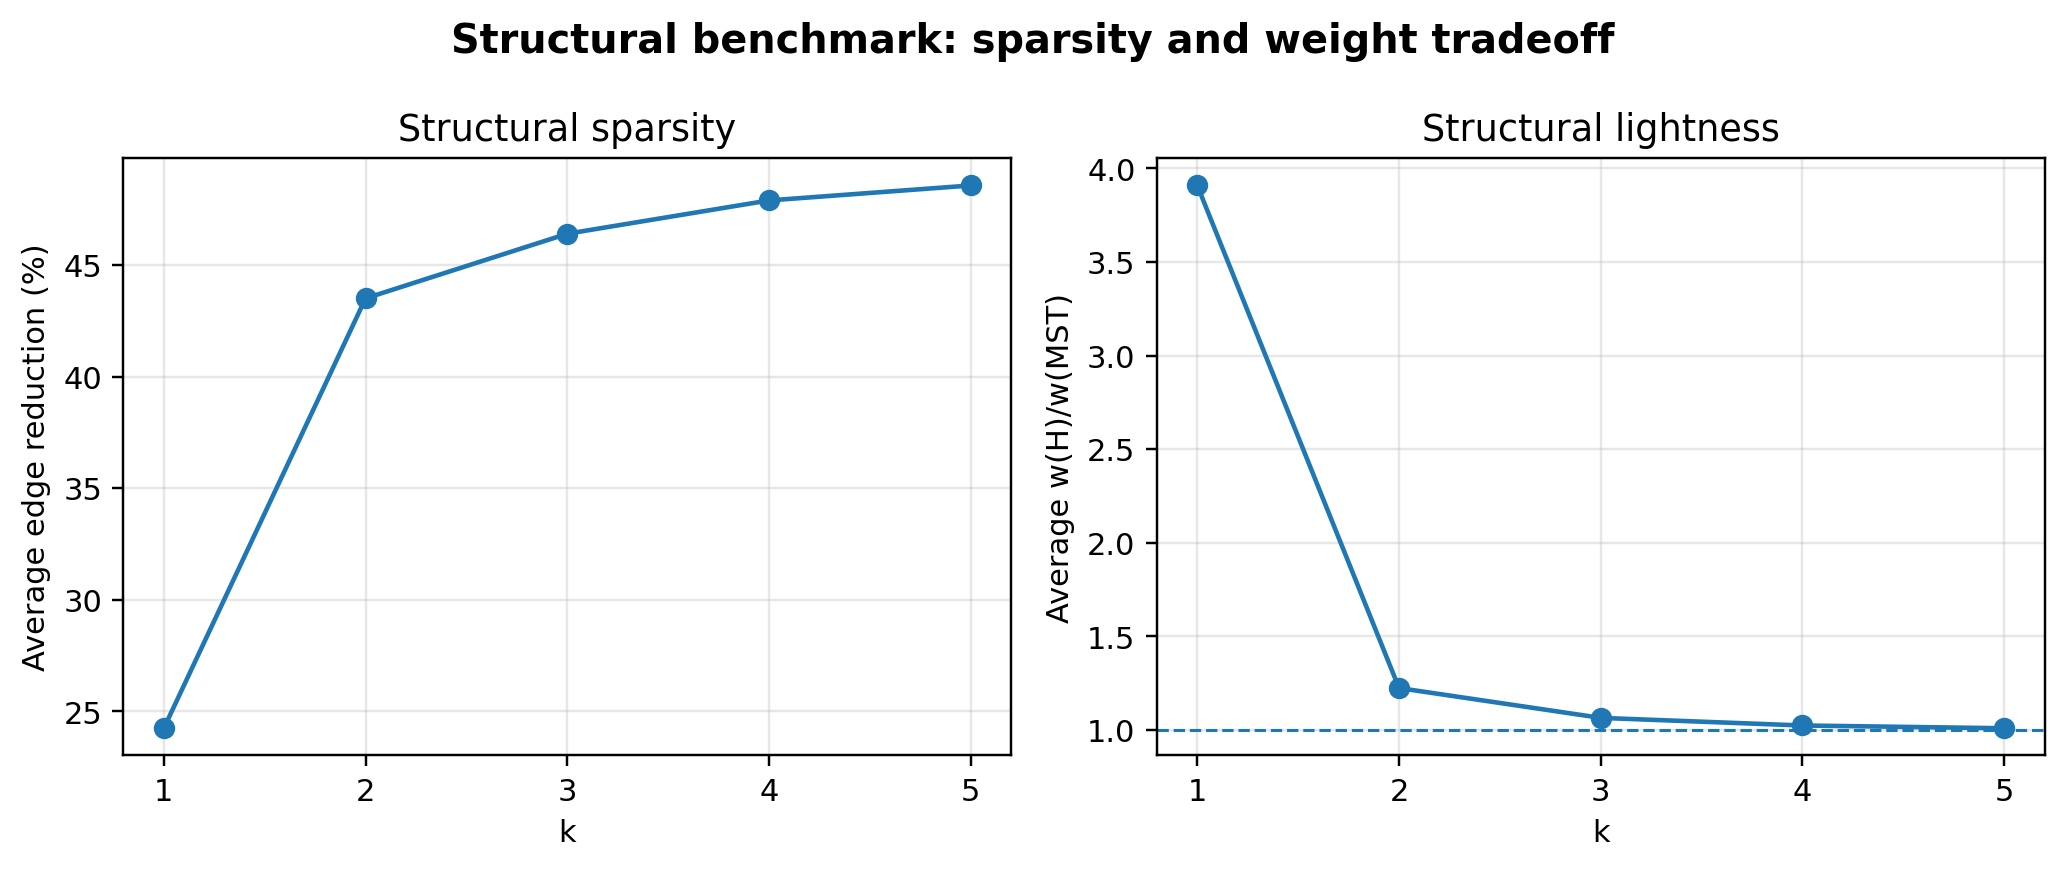 Structural benchmark: sparsity and weight tradeoff
Structural sparsity
Average edge reduction (%)
45
40
35
30
25
1 2 3 4 5
k
Structural lightness
Average w(H)/w(MST)
4.0
3.5
3.0
2.5
2.0
1.5
1.0
1 2 3 4 5
k